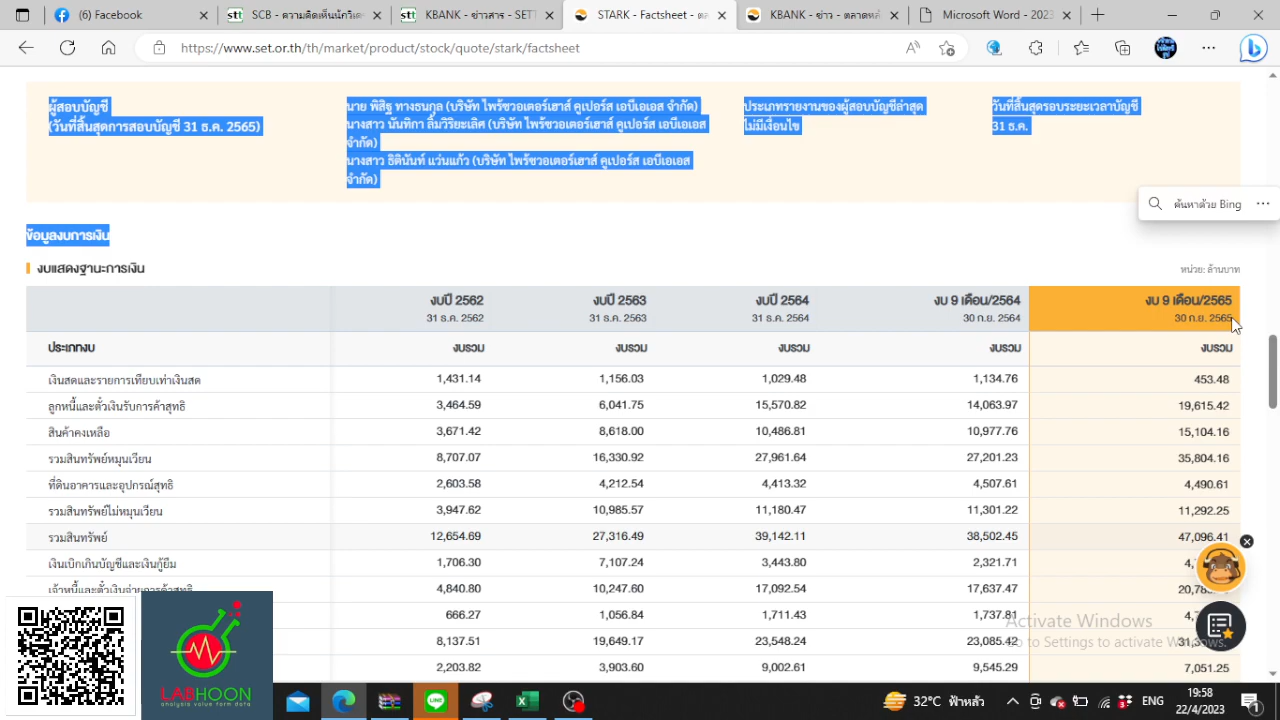 (2) Facebook
SCB - ความคิดเห็นนักวิเค
KBANK - ข่าวสาร - SETT
STARK - Factsheet - ตล
KBANK - ข่าว - ตลาดหลั
Microsoft Word - 2023
https://www.set.or.th/th/market/product/stock/quote/stark/factsheet
ผู้สอบบัญชี
(วันที่สิ้นสุดการสอบบัญชี 31 ธ.ค. 2565)
นาย พิสิฐ ทางธนกุล (บริษัท ไพร้ซวอเตอร์เฮาส์ คูเปอร์ส เอบีเอเอส จำกัด)
นางสาว นันทิกา ลิ้มวิริยะเลิศ (บริษัท ไพร้ซวอเตอร์เฮาส์ คูเปอร์ส เอบีเอเอส
จำกัด)
นางสาว ธิตินันท์ แว่นแก้ว (บริษัท ไพร้ซวอเตอร์เฮาส์ คูเปอร์ส เอบีเอเอส
จำกัด)
ประเภทรายงานของผู้สอบบัญชีล่าสุด
ไม่มีเงื่อนไข
วันที่สิ้นสุดรอบระยะเวลาบัญชี
31 ธ.ค.
ค้นหาด้วย Bing
ข้อมูลงบการเงิน
งบแสดงฐานะการเงิน
หน่วย: ล้านบาท
งบปี 2562 งบปี 2563 งบปี 2564 งบ 9 เดือน/2564 งบ 9 เดือน/2565
31 ธ.ค. 2562 31 ธ.ค. 2563 31 ธ.ค. 2564 30 ก.ย. 2564 30 ก.ย. 2565
ประเภทงบ งบรวม งบรวม งบรวม งบรวม งบรวม
เงินสดและรายการเทียบเท่าเงินสด 1,431.14 1,156.03 1,029.48 1,134.76 453.48
ลูกหนี้และตั๋วเงินรับการค้าสุทธิ 3,464.59 6,041.75 15,570.82 14,063.97 19,615.42
สินค้าคงเหลือ 3,671.42 8,618.00 10,486.81 10,977.76 15,104.16
รวมสินทรัพย์หมุนเวียน 8,707.07 16,330.92 27,961.64 27,201.23 35,804.16
ที่ดินอาคารและอุปกรณ์สุทธิ 2,603.58 4,212.54 4,413.32 4,507.61 4,490.61
รวมสินทรัพย์ไม่หมุนเวียน 3,947.62 10,985.57 11,180.47 11,301.22 11,292.25
รวมสินทรัพย์ 12,654.69 27,316.49 39,142.11 38,502.45 47,096.41
เงินเบิกเกินบัญชีและเงินกู้ยืม 1,706.30 7,107.24 3,443.80 2,321.71
เจ้าหนี้และตั๋วเงินจ่ายการค้าสุทธิ 4,840.80 10,247.60 17,092.54 17,637.47
666.27 1,056.84 1,711.43 1,737.81
8,137.51 19,649.17 23,548.24 23,085.42
2,203.82 3,903.60 9,002.61 9,545.29 7,051.25
Activate Windows
Go to Settings to activate Windows.
LABHOON
analysis value form data
32°C ฟ้าหลัว
ENG
19:58
22/4/2023